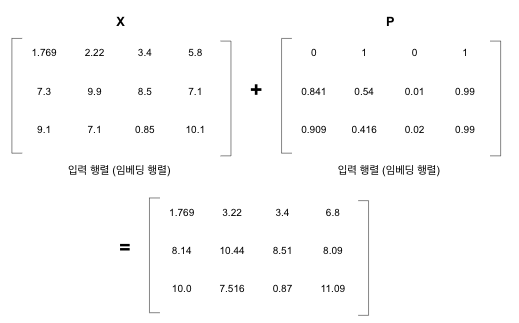 X P
1.769 2.22 3.4 5.8 0 1 0 1
7.3 9.9 8.5 7.1 + 0.841 0.54 0.01 0.99
9.1 7.1 0.85 10.1 0.909 0.416 0.02 0.99
입력 행렬 (임베딩 행렬) 입력 행렬 (임베딩 행렬)
1.769 3.22 3.4 6.8
= 8.14 10.44 8.51 8.09
10.0 7.516 0.87 11.09